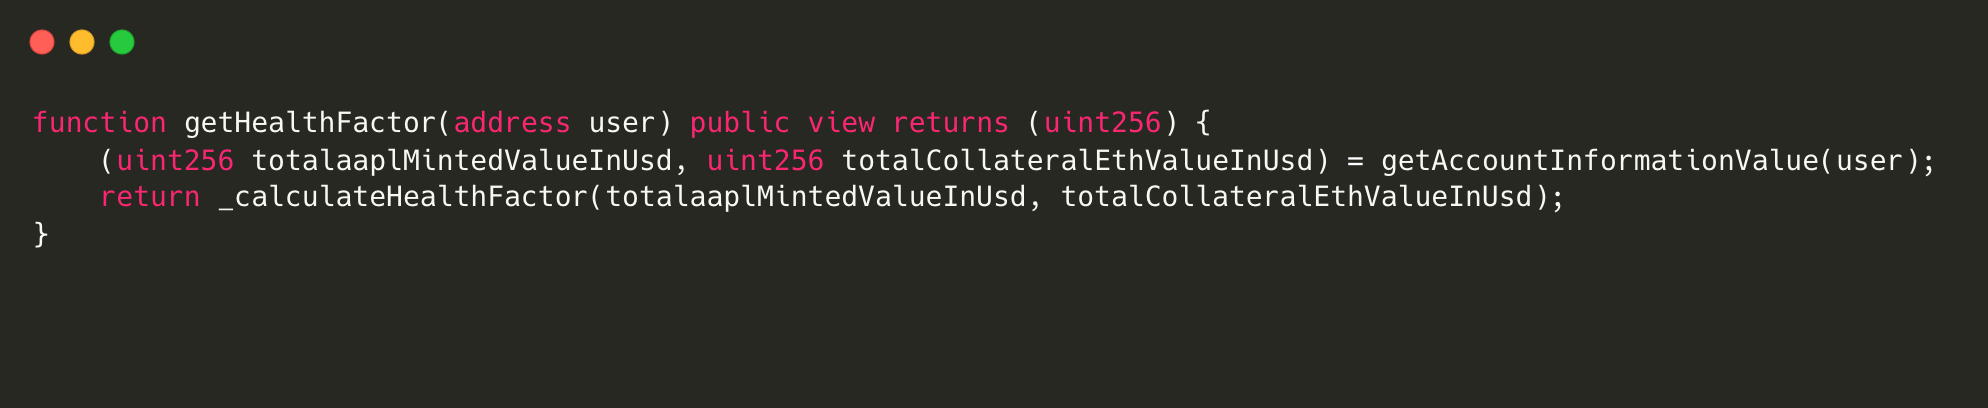 function getHealthFactor(address user) public view returns (uint256) {
    (uint256 totalaaplMintedValueInUsd, uint256 totalCollateralEthValueInUsd) = getAccountInformationValue(user);
    return _calculateHealthFactor(totalaaplMintedValueInUsd, totalCollateralEthValueInUsd);
}